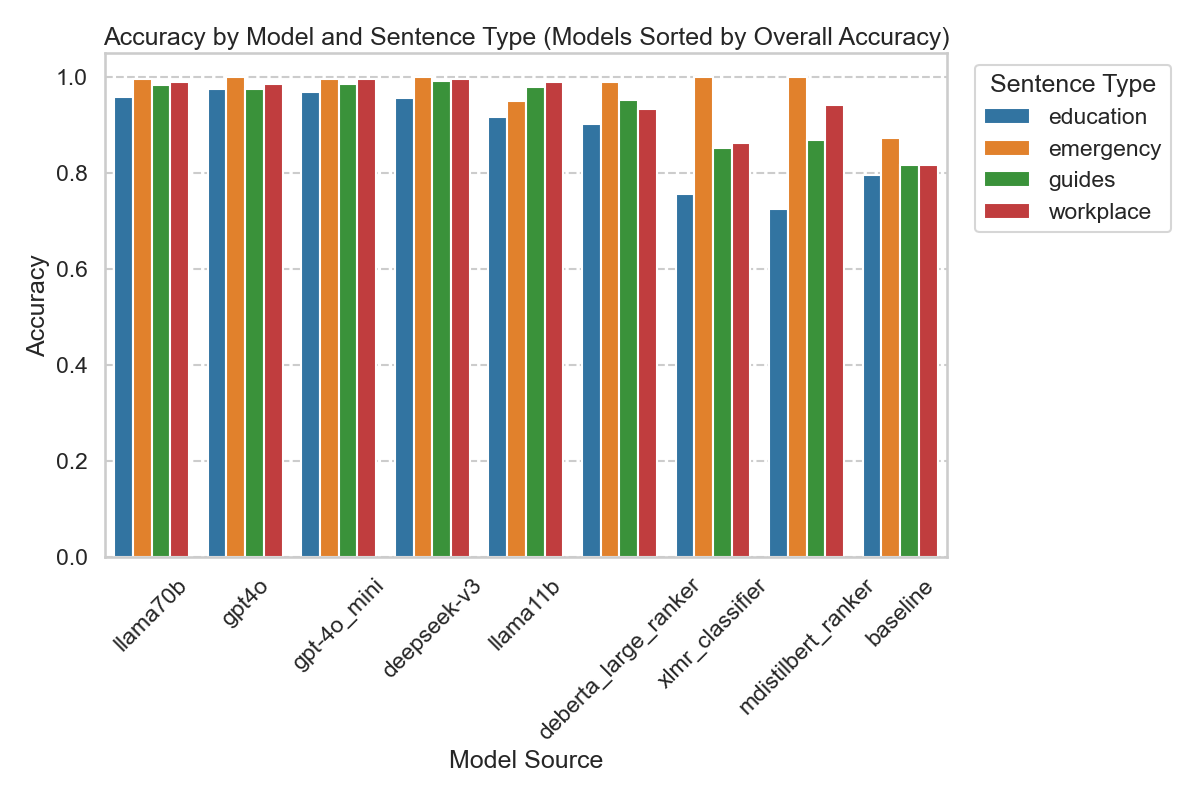 Accuracy by Model and Sentence Type (Models Sorted by Overall Accuracy)
Sentence Type
education
emergency
guides
workplace
Accuracy
1.0
0.8
0.6
0.4
0.2
0.0
llama70b
gpt4o
gpt-4o_mini
deepseek-v3
llama11b
deberta_large_ranker
xlmr_classifier
mdistilbert_ranker
baseline
Model Source